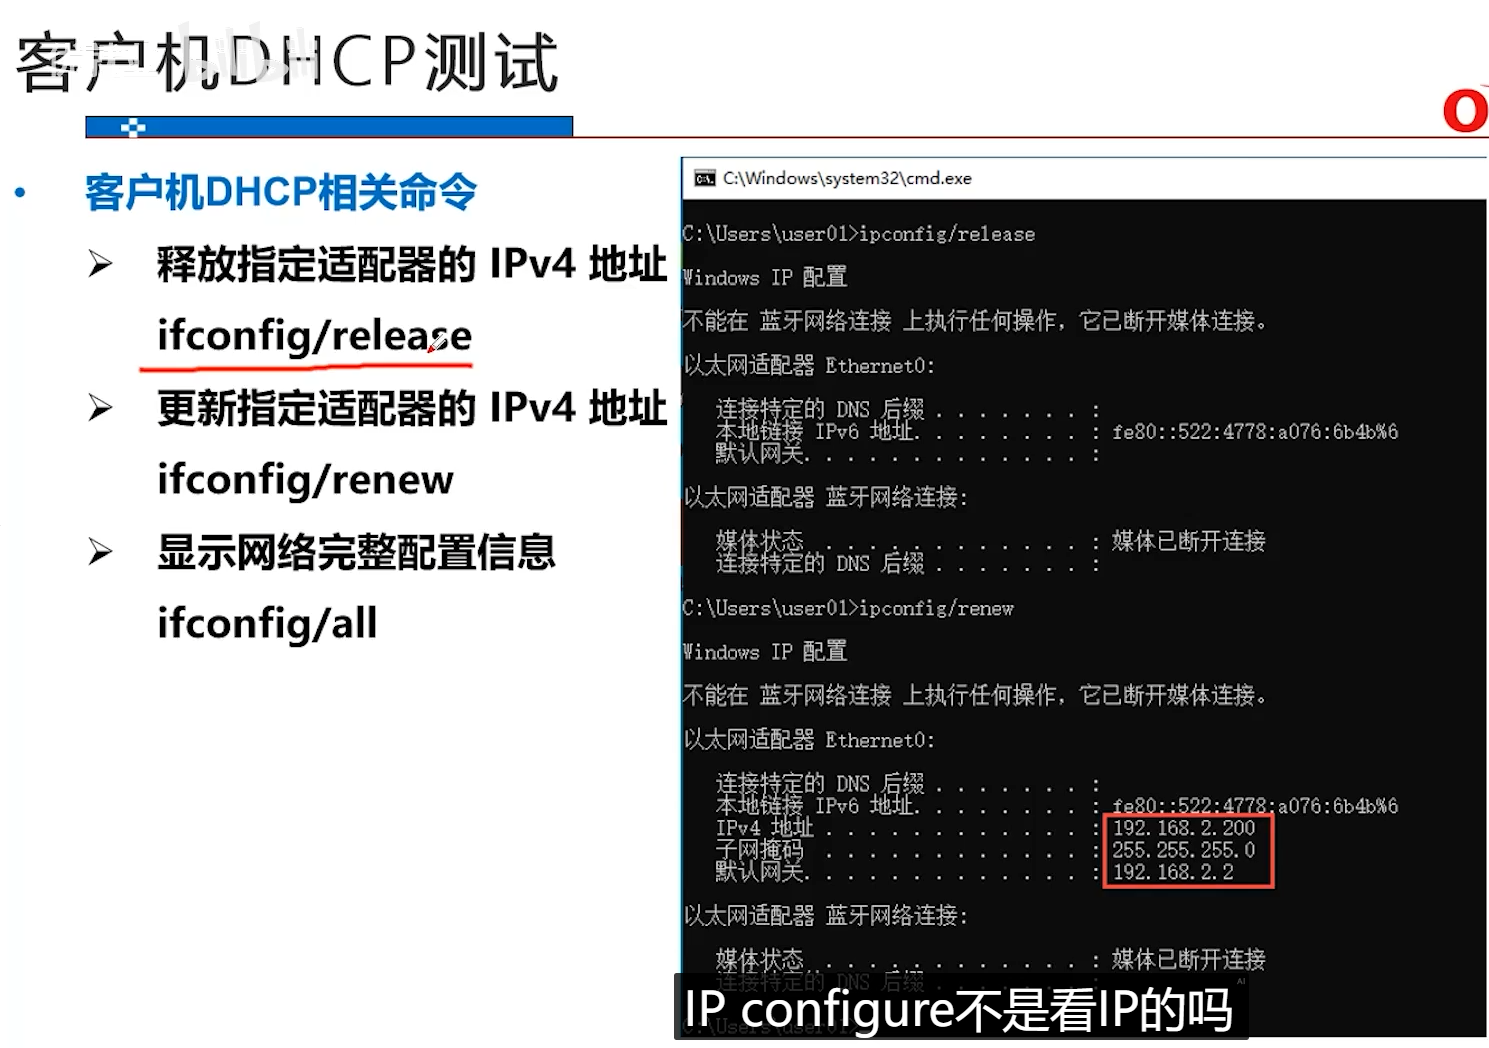 客户机DHCP测试
客户机DHCP相关命令
释放指定适配器的 IPv4 地址
ifconfig/release
更新指定适配器的 IPv4 地址
ifconfig/renew
显示网络完整配置信息
ifconfig/all
C:\Windows\system32\cmd.exe
C:\Users\user01>ipconfig/release
Windows IP 配置
不能在 蓝牙网络连接 上执行任何操作，它已断开媒体连接。
以太网适配器 Ethernet0:
连接特定的 DNS 后缀 . . . . . . . :
本地链接 IPv6 地址. . . . . . . . : fe80::522:4778:a076:6b4b%6
默认网关. . . . . . . . . . . . . :
以太网适配器 蓝牙网络连接:
媒体状态 . . . . . . . . . . . . : 媒体已断开连接
连接特定的 DNS 后缀 . . . . . . . :
C:\Users\user01>ipconfig/renew
Windows IP 配置
不能在 蓝牙网络连接 上执行任何操作，它已断开媒体连接。
以太网适配器 Ethernet0:
连接特定的 DNS 后缀 . . . . . . . :
本地链接 IPv6 地址. . . . . . . . : fe80::522:4778:a076:6b4b%6
IPv4 地址 . . . . . . . . . . . . : 192.168.2.200
子网掩码 . . . . . . . . . . . . : 255.255.255.0
默认网关. . . . . . . . . . . . . : 192.168.2.2
以太网适配器 蓝牙网络连接:
媒体状态 . . . . . . . . . . . . : 媒体已断开连接
连接特定的 DNS 后缀 . . . . . . . :
IP configure不是看IP的吗